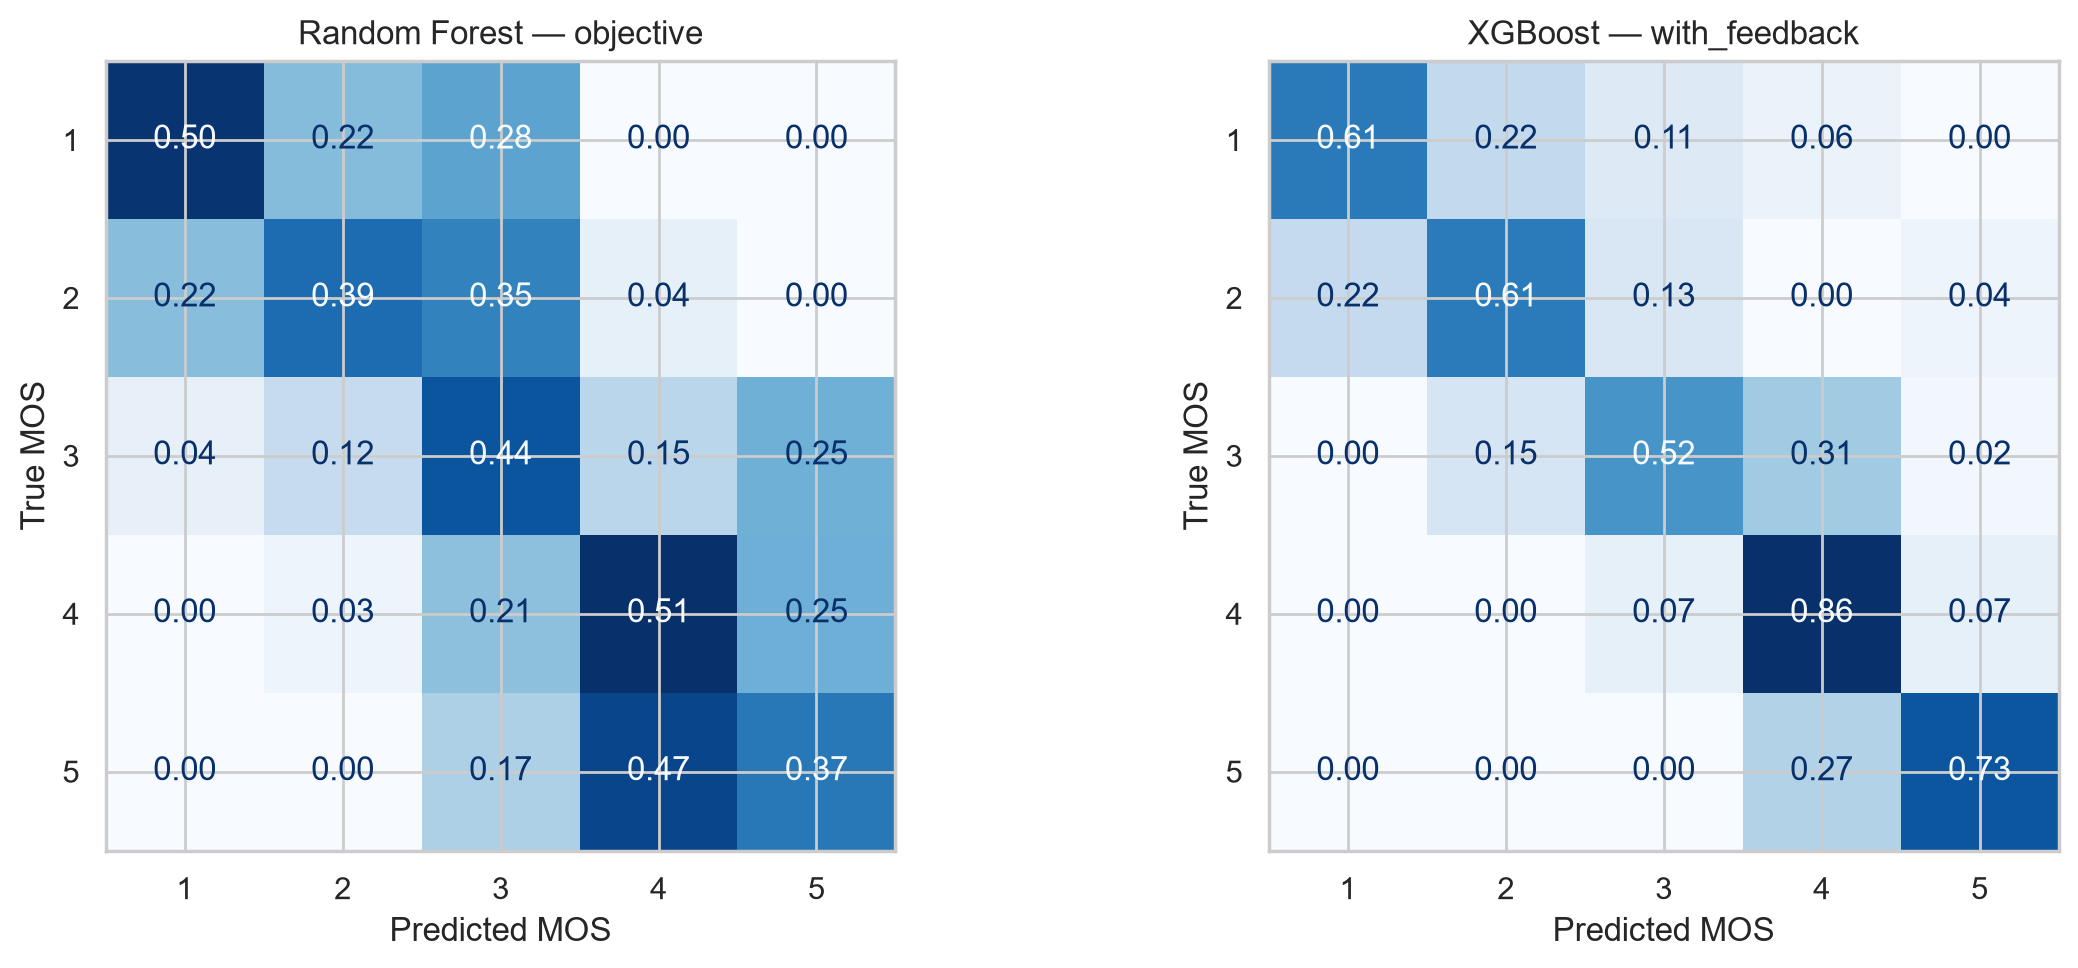 Random Forest — objective
1 0.50 0.22 0.28 0.00 0.00
2 0.22 0.39 0.35 0.04 0.00
3 0.04 0.12 0.44 0.15 0.25
4 0.00 0.03 0.21 0.51 0.25
5 0.00 0.00 0.17 0.47 0.37
1 2 3 4 5
True MOS
Predicted MOS
XGBoost — with_feedback
1 0.61 0.22 0.11 0.06 0.00
2 0.22 0.61 0.13 0.00 0.04
3 0.00 0.15 0.52 0.31 0.02
4 0.00 0.00 0.07 0.86 0.07
5 0.00 0.00 0.00 0.27 0.73
1 2 3 4 5
True MOS
Predicted MOS